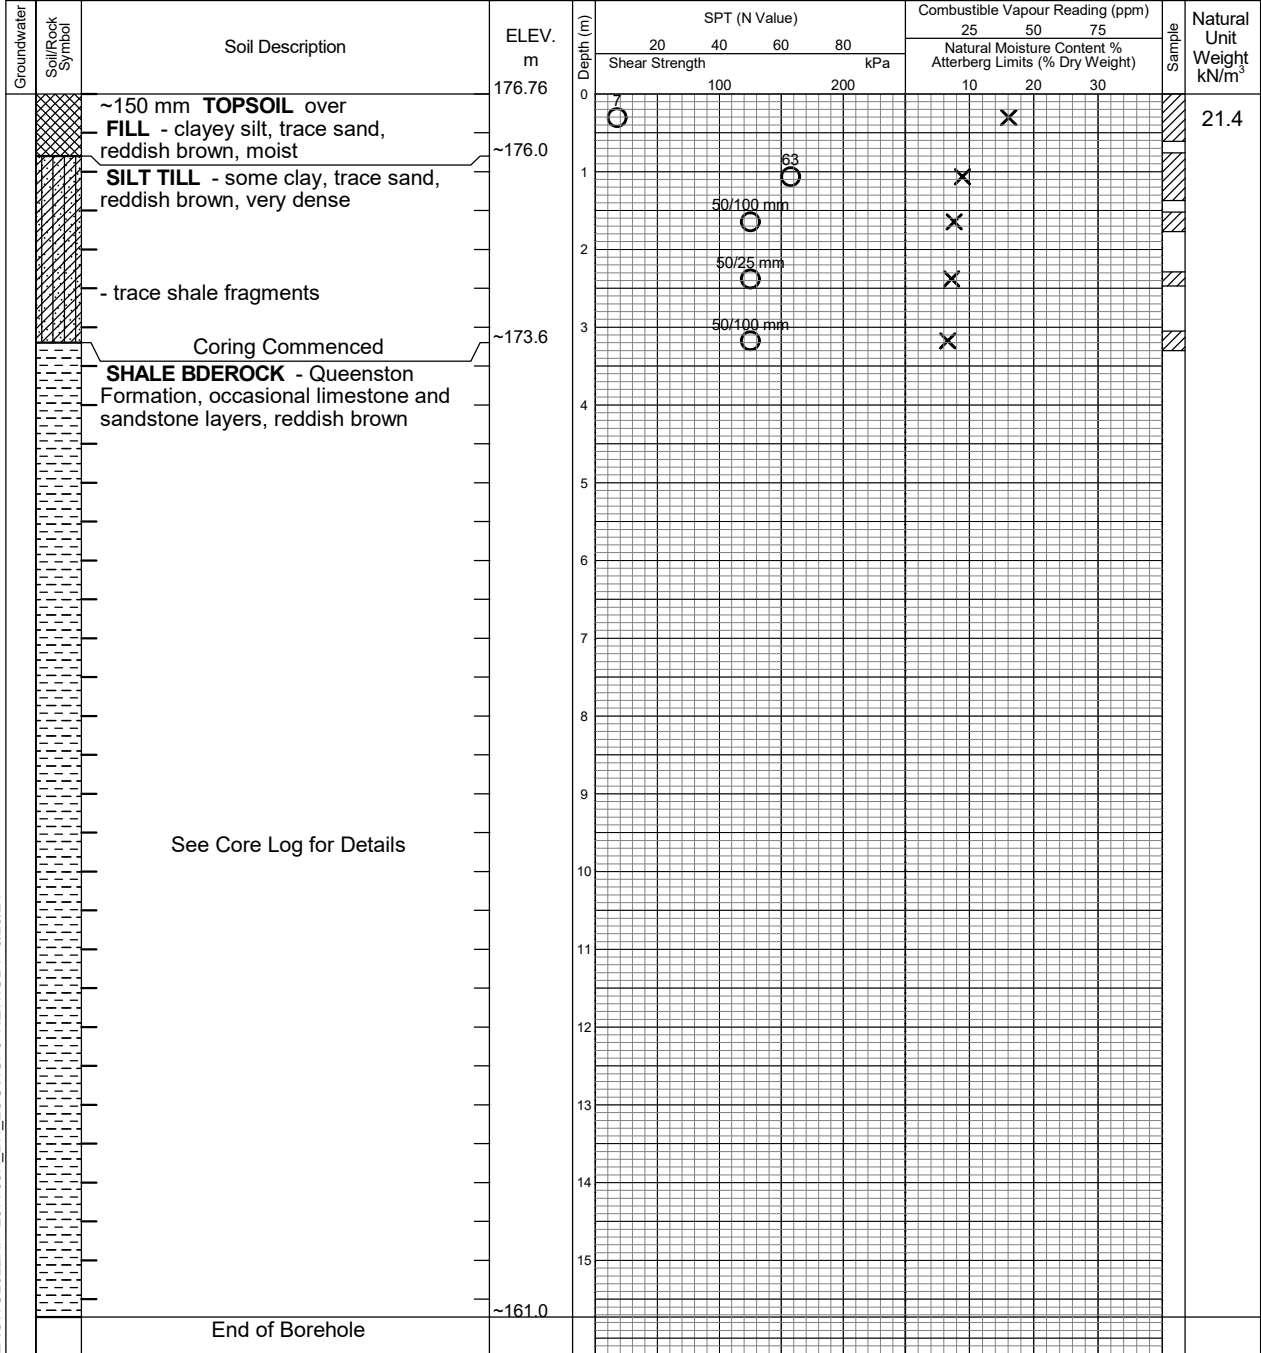 Groundwater
Soil/Rock
Symbol
Soil Description
ELEV.
m
176.76
Depth (m)
SPT (N Value)
20 40 60 80
Shear Strength kPa
100 200
Combustible Vapour Reading (ppm)
25 50 75
Natural Moisture Content %
Atterberg Limits (% Dry Weight)
10 20 30
Sample
Natural
Unit
Weight
kN/m³
0
~150 mm TOPSOIL over
FILL - clayey silt, trace sand,
reddish brown, moist
~176.0
7
21.4
SILT TILL - some clay, trace sand,
reddish brown, very dense
1
63
50/100 mm
2
50/25 mm
- trace shale fragments
3
50/100 mm
~173.6
Coring Commenced
SHALE BDEROCK - Queenston
Formation, occasional limestone and
sandstone layers, reddish brown
4
5
6
7
8
9
See Core Log for Details
10
11
12
13
14
15
~161.0
End of Borehole